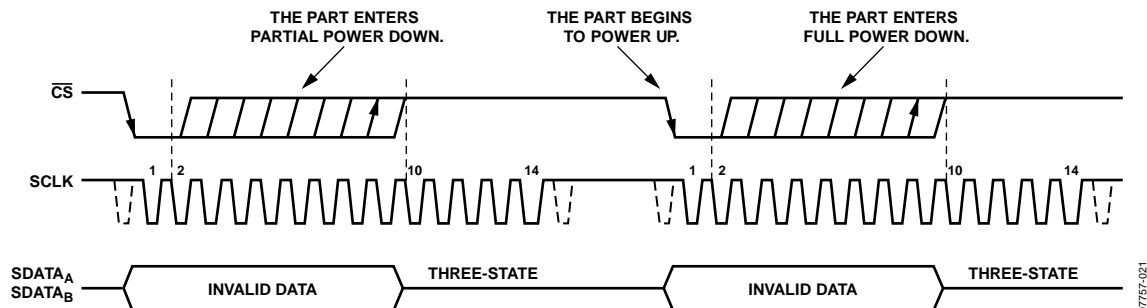 THE PART ENTERS
PARTIAL POWER DOWN.
THE PART BEGINS
TO POWER UP.
THE PART ENTERS
FULL POWER DOWN.
CS
SCLK
1
2
10
14
1
2
10
14
SDATAA
SDATAB
INVALID DATA
THREE-STATE
INVALID DATA
THREE-STATE
7757-021